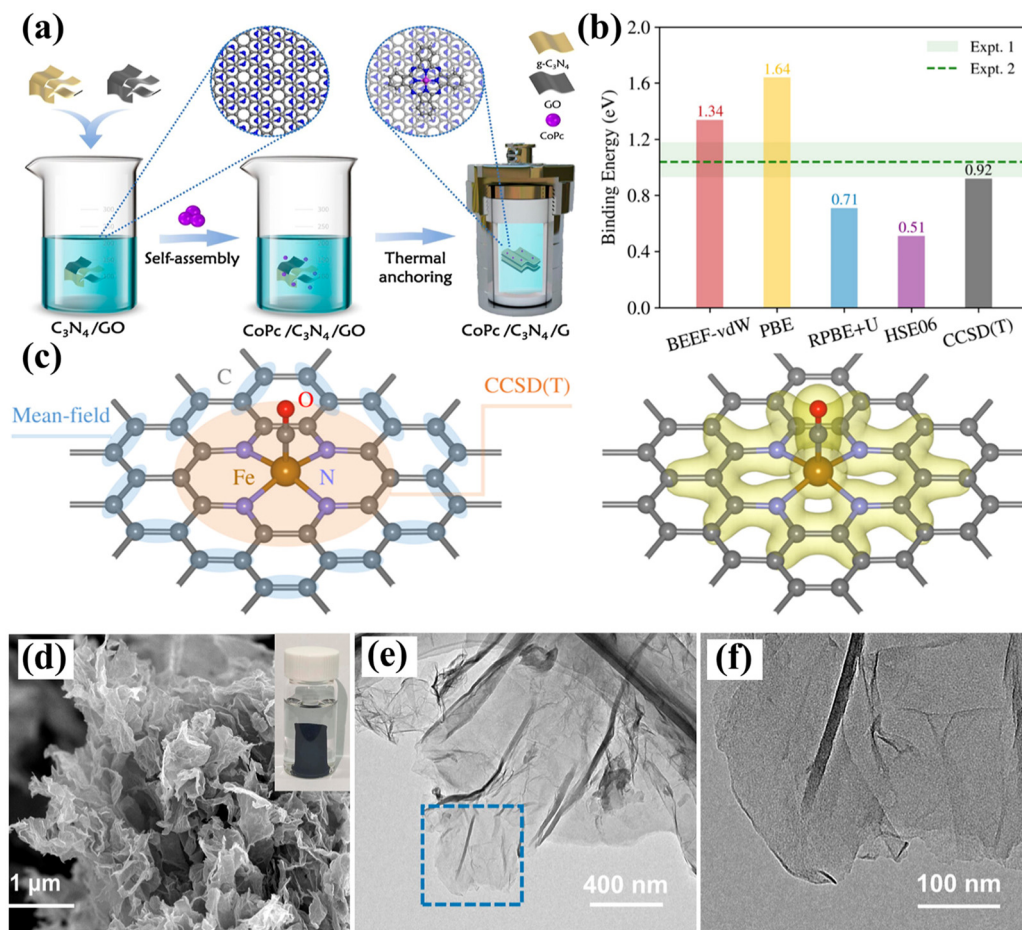 (a)
g-C₃N₄
GO
CoPc
Self-assembly
Thermal
anchoring
C₃N₄/GO
CoPc/C₃N₄/GO
CoPc/C₃N₄/G
(b)
Binding Energy (eV)
2.0
1.6
1.2
0.8
0.4
0.0
Expt. 1
Expt. 2
1.34
1.64
0.71
0.51
0.92
BEEF-vdW
PBE
RPBE+U
HSE06
CCSD(T)
(c)
C
O
CCSD(T)
Mean-field
Fe
N
(d)
1 μm
(e)
400 nm
(f)
100 nm